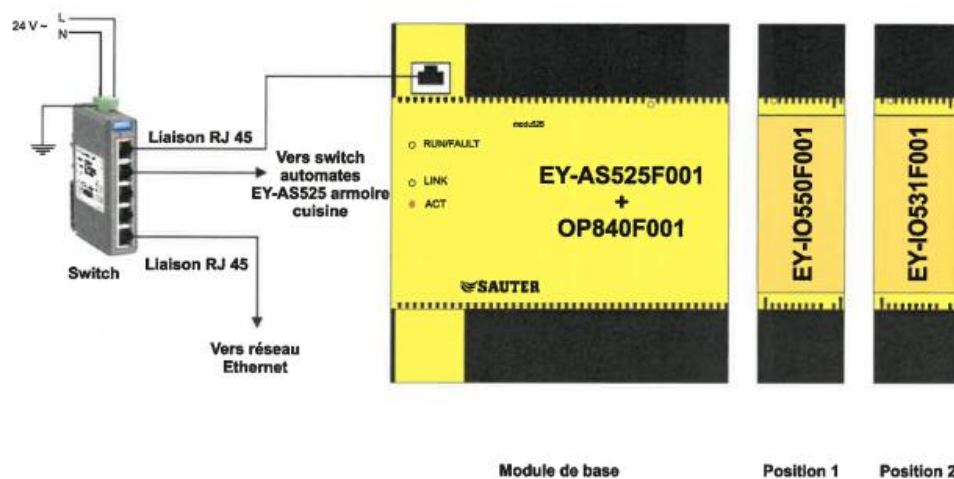 24 V ~
L
N
Liaison RJ 45
Vers switch
automates
EY-AS525 armoire
cuisine
Switch
Liaison RJ 45
Vers réseau
Ethernet
modu525
RUN/FAULT
LINK
ACT
EY-AS525F001
+
OP840F001
SAUTER
EY-IO550F001
EY-IO531F001
Module de base
Position 1
Position 2